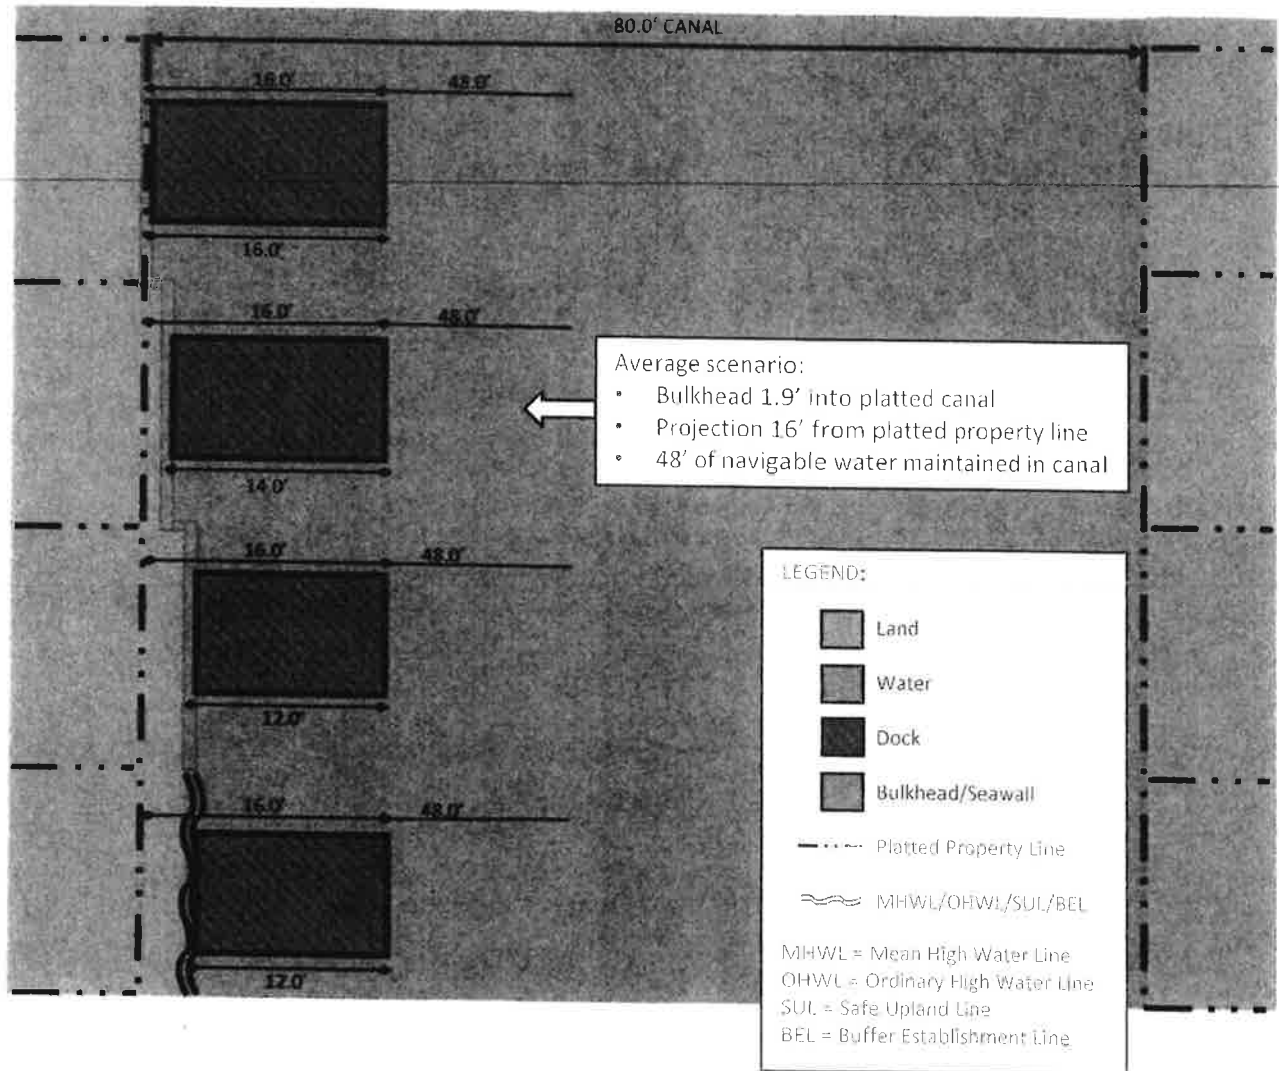 80.0' CANAL
16.0' 48.0'
16.0'
16.0' 48.0'
Average scenario:
• Bulkhead 1.9' into platted canal
• Projection 16' from platted property line
• 48' of navigable water maintained in canal
14.0'
16.0' 48.0'
LEGEND:
Land
Water
12.0'
Dock
Bulkhead/Seawall
16.0' 48.0'
Platted Property Line
MHWL/OHWL/SUL/BEL
MHWL = Mean High Water Line
12.0'
OHWL = Ordinary High Water Line
SUL = Safe Upland Line
BEL = Buffer Establishment Line